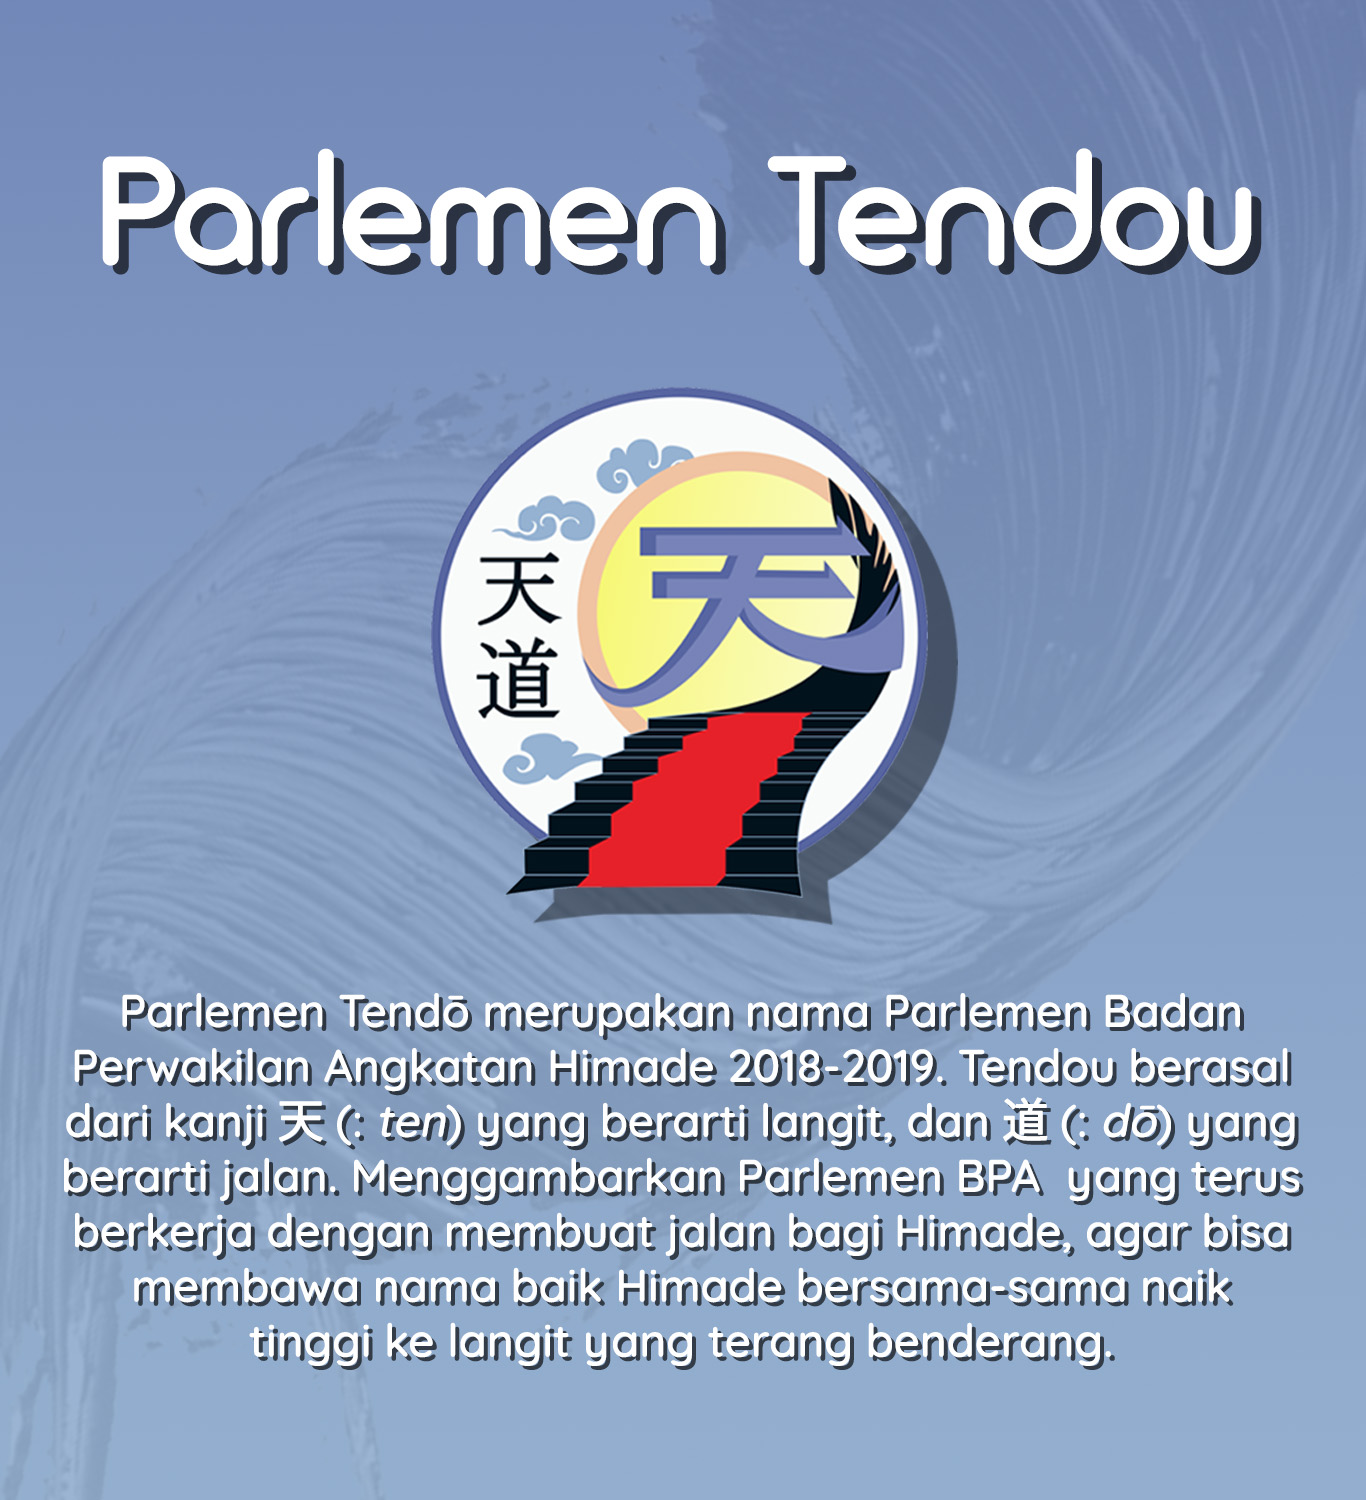 Parlemen Tendou
天
天
道
Parlemen Tendō merupakan nama Parlemen Badan
Perwakilan Angkatan Himade 2018-2019. Tendou berasal
dari kanji 天 (: ten) yang berarti langit, dan 道 (: dō) yang
berarti jalan. Menggambarkan Parlemen BPA  yang terus
berkerja dengan membuat jalan bagi Himade, agar bisa
membawa nama baik Himade bersama-sama naik
tinggi ke langit yang terang benderang.